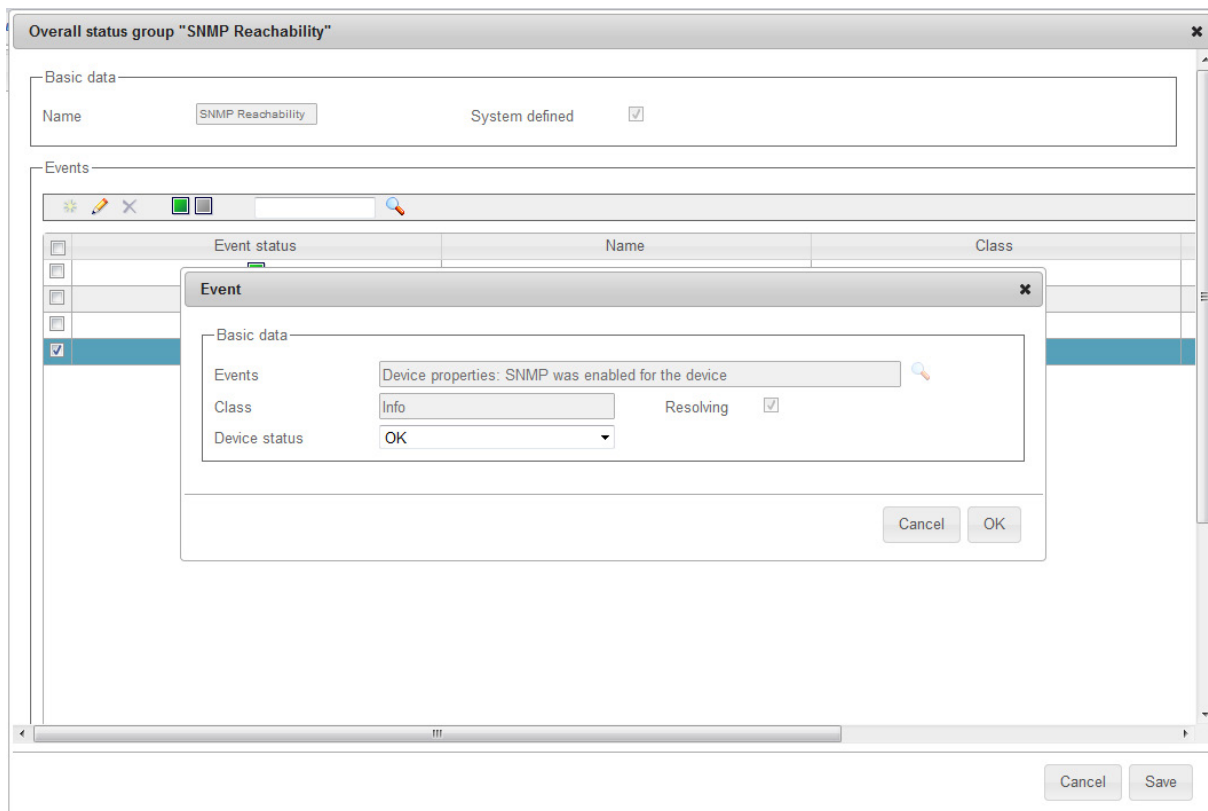 Overall status group "SNMP Reachability"
Basic data
Name SNMP Reachability System defined
Events
Event status Name Class
Event
Basic data
Events Device properties: SNMP was enabled for the device
Class Info Resolving
Device status OK
Cancel OK
Cancel Save